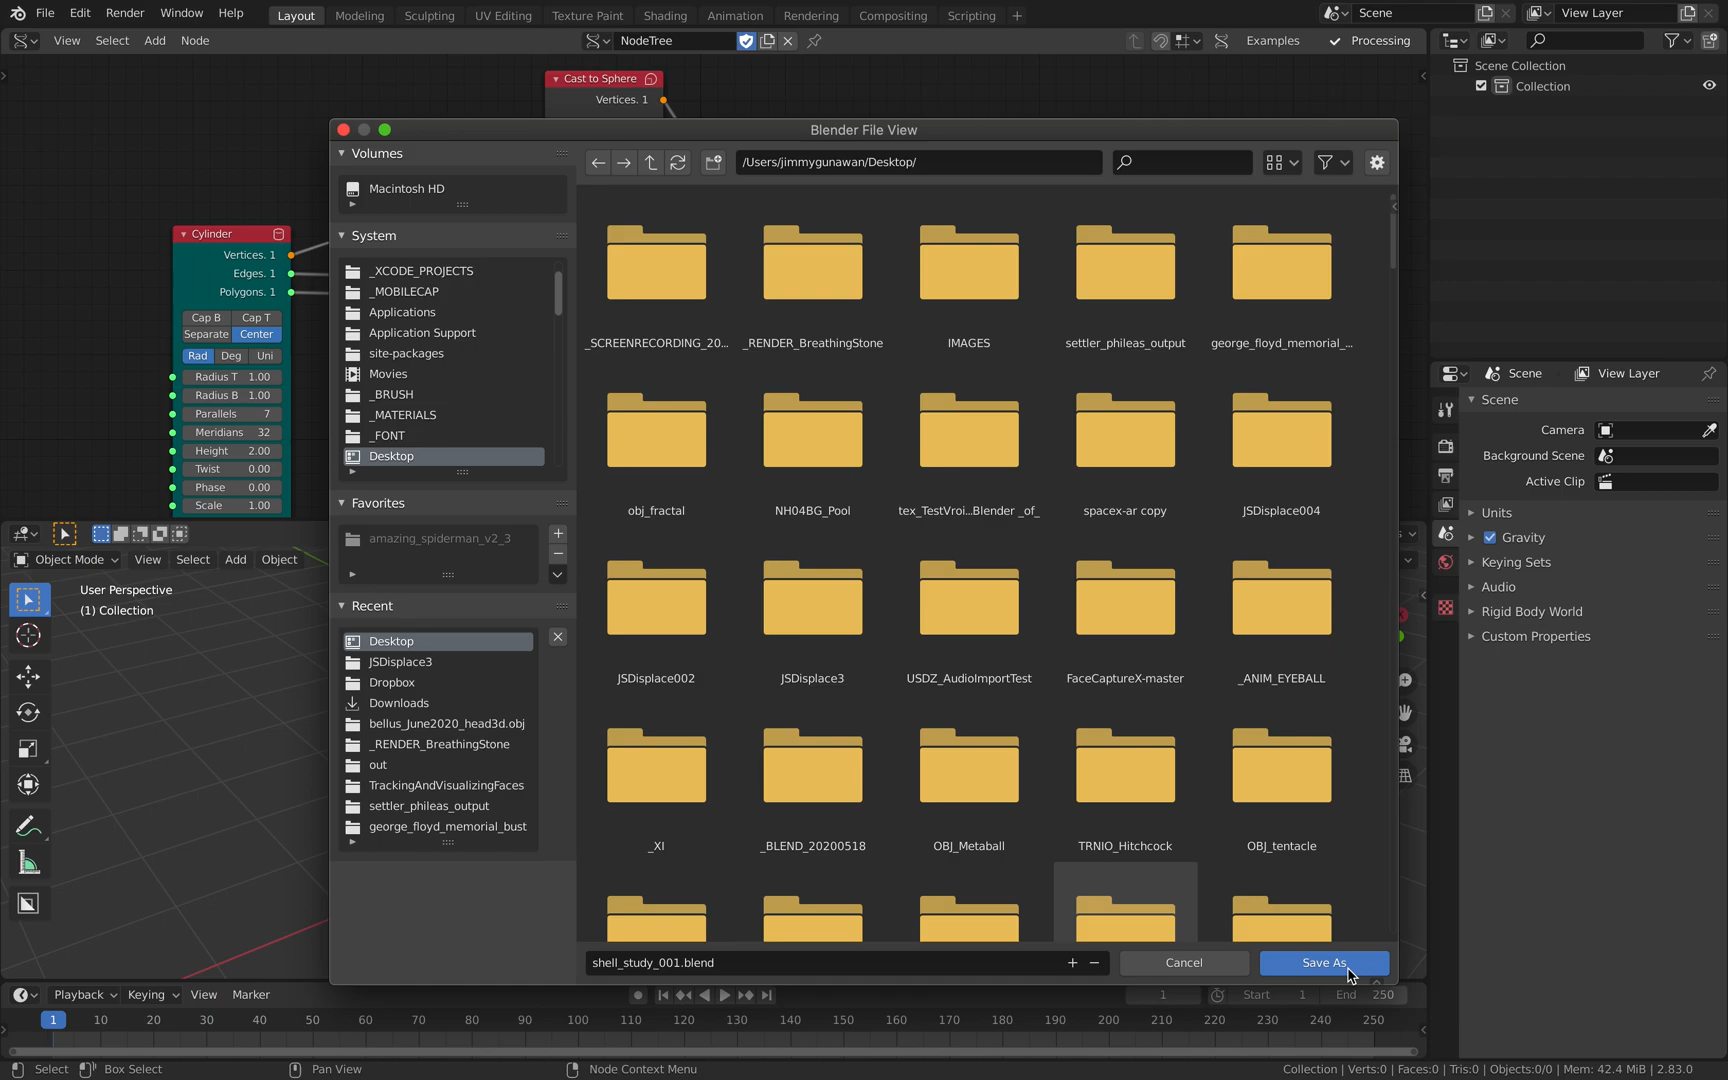 File Edit Render Window Help Layout Modeling Sculpting UV Editing Texture Paint Shading Animation Rendering Compositing Scripting + Scene View Layer
View Select Add Node NodeTree Examples Processing
Scene Collection
Collection
Cast to Sphere
Vertices. 1
Blender File View
Volumes
Macintosh HD
/Users/jimmygunawan/Desktop/
System
_XCODE_PROJECTS
_MOBILECAP
Applications
Application Support
site-packages
Movies
_BRUSH
_MATERIALS
_FONT
Desktop
Favorites
amazing_spiderman_v2_3
Recent
Desktop
JSDisplace3
Dropbox
Downloads
bellus_June2020_head3d.obj
_RENDER_BreathingStone
out
TrackingAndVisualizingFaces
settler_phileas_output
george_floyd_memorial_bust
_SCREENRECORDING_20... _RENDER_BreathingStone IMAGES settler_phileas_output george_floyd_memorial_...
obj_fractal NH04BG_Pool tex_TestVroi...Blender _of_ spacex-ar copy JSDisplace004
JSDisplace002 JSDisplace3 USDZ_AudioImportTest FaceCaptureX-master _ANIM_EYEBALL
_XI _BLEND_20200518 OBJ_Metaball TRNIO_Hitchcock OBJ_tentacle
shell_study_001.blend + − Cancel Save As
Cylinder
Vertices. 1
Edges. 1
Polygons. 1
Cap B Cap T
Separate Center
Rad Deg Uni
Radius T 1.00
Radius B 1.00
Parallels 7
Meridians 32
Height 2.00
Twist 0.00
Phase 0.00
Scale 1.00
Object Mode View Select Add Object
User Perspective
(1) Collection
Scene View Layer
Scene
Camera
Background Scene
Active Clip
Units
Gravity
Keying Sets
Audio
Rigid Body World
Custom Properties
Playback Keying View Marker 1 Start 1 End 250
1 10 20 30 40 50 60 70 80 90 100 110 120 130 140 150 160 170 180 190 200 210 220 230 240 250
Select Box Select Pan View Node Context Menu Collection | Verts:0 | Faces:0 | Tris:0 | Objects:0/0 | Mem: 42.4 MiB | 2.83.0